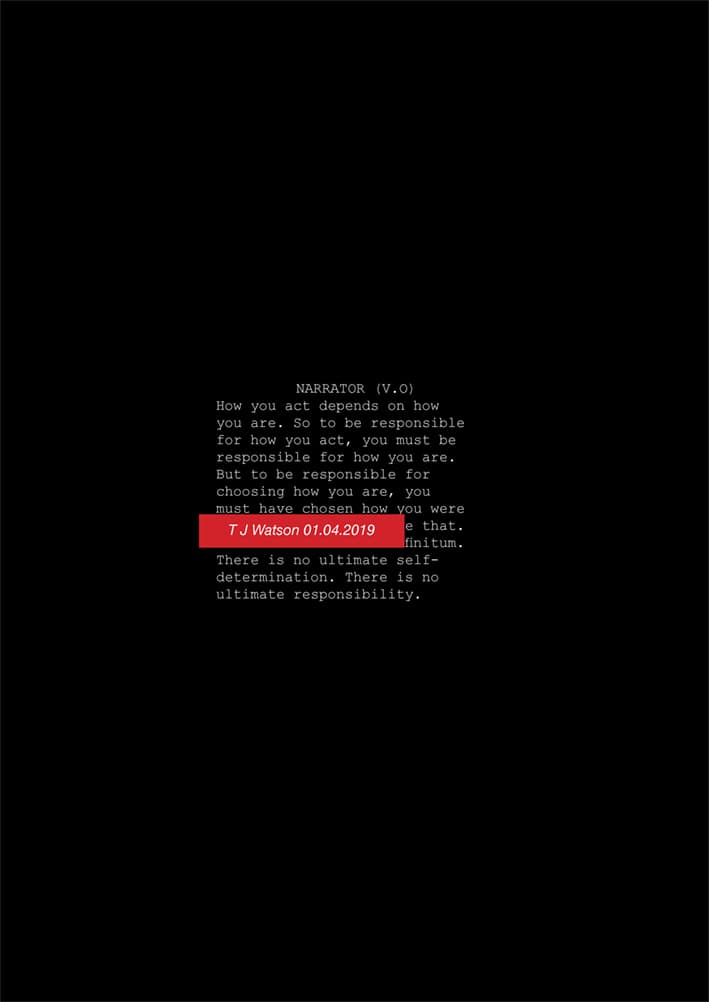 NARRATOR (V.O)
How you act depends on how
you are. So to be responsible
for how you act, you must be
responsible for how you are.
But to be responsible for
choosing how you are, you
must have chosen how you were
T J Watson 01.04.2019
that.
There is no ultimate self-
determination. There is no
ultimate responsibility.